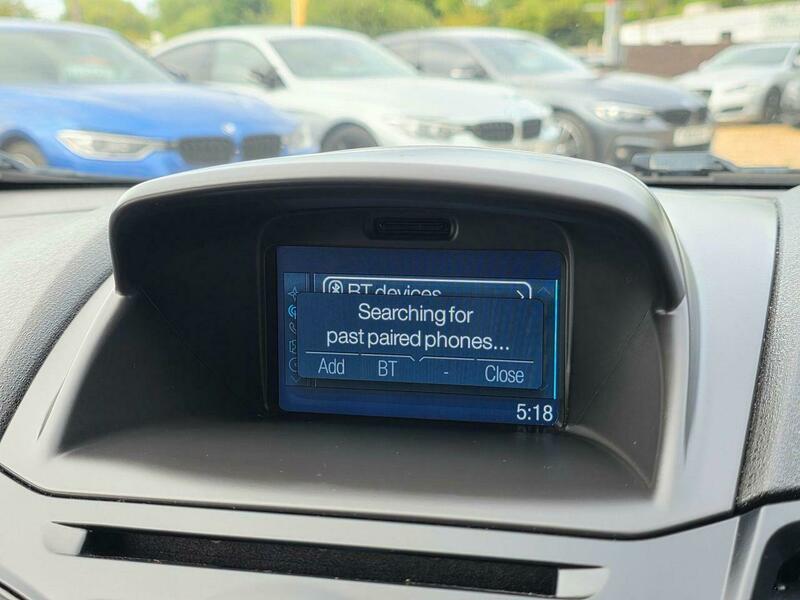 BT devices
Searching for
past paired phones...
Add BT - Close
5:18